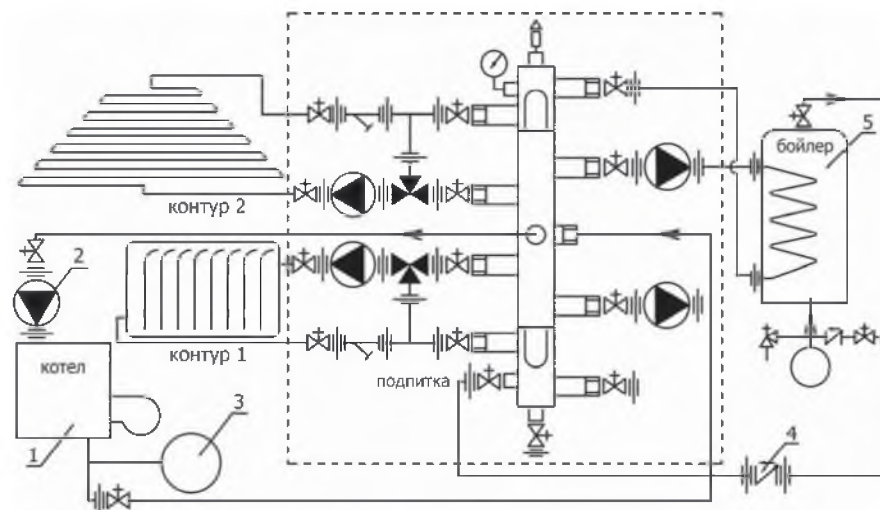 5
бойлер
контур 2
2
контур 1
подпитка
котел
3
4
1